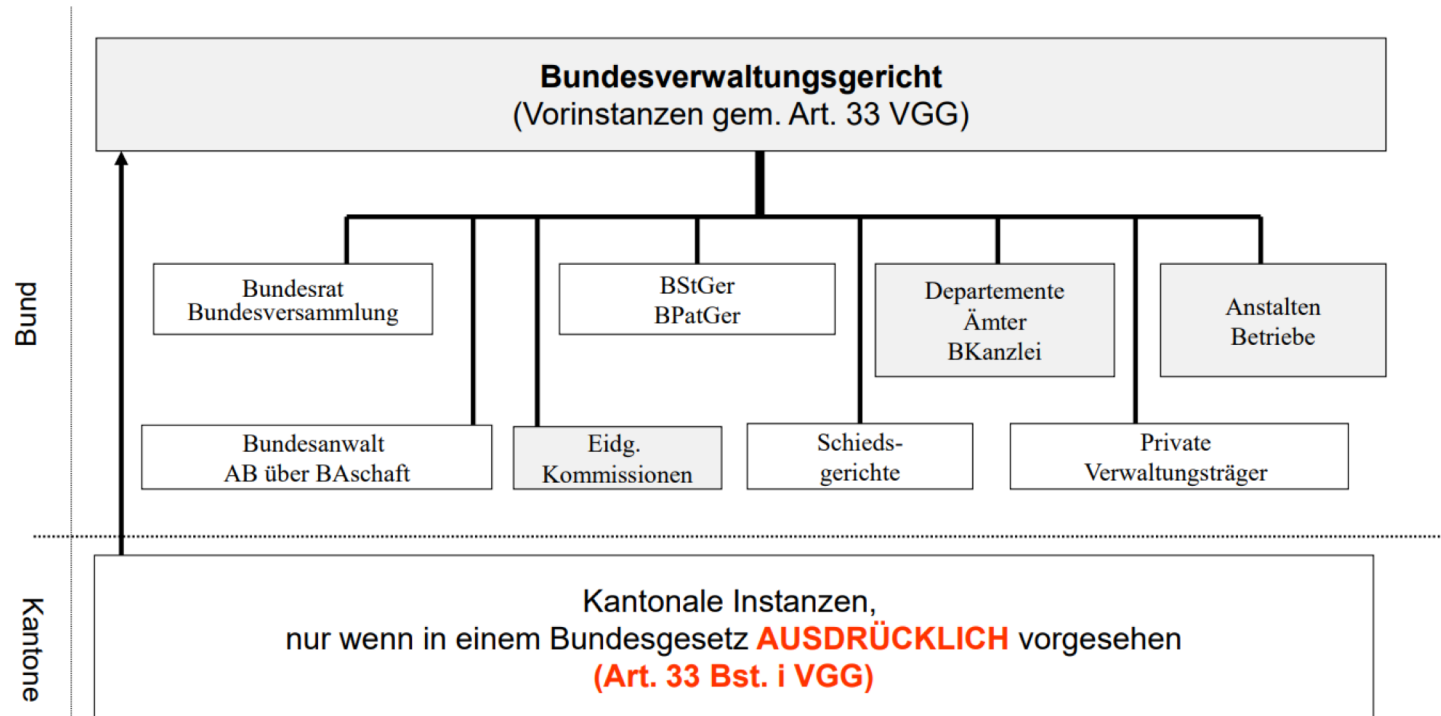 Bundesverwaltungsgericht
(Vorinstanzen gem. Art. 33 VGG)
Bund
Bundesrat
Bundesversammlung
BStGer
BPatGer
Departemente
Ämter
BKanzlei
Anstalten
Betriebe
Bundesanwalt
AB über BAschaft
Eidg.
Kommissionen
Schieds-
gerichte
Private
Verwaltungsträger
Kantone
Kantonale Instanzen,
nur wenn in einem Bundesgesetz AUSDRÜCKLICH vorgesehen
(Art. 33 Bst. i VGG)